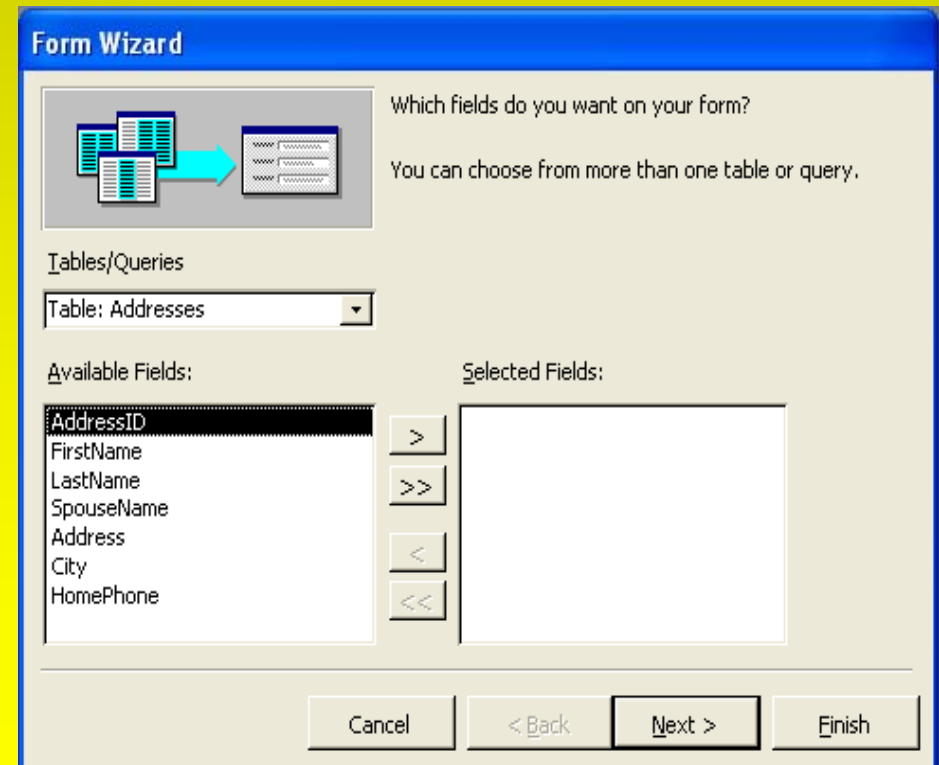 Form Wizard
Which fields do you want on your form?
You can choose from more than one table or query.
Tables/Queries
Table: Addresses
Available Fields:
Selected Fields:
AddressID
FirstName
LastName
SpouseName
Address
City
HomePhone
>
>>
<
<<
Cancel
< Back
Next >
Finish